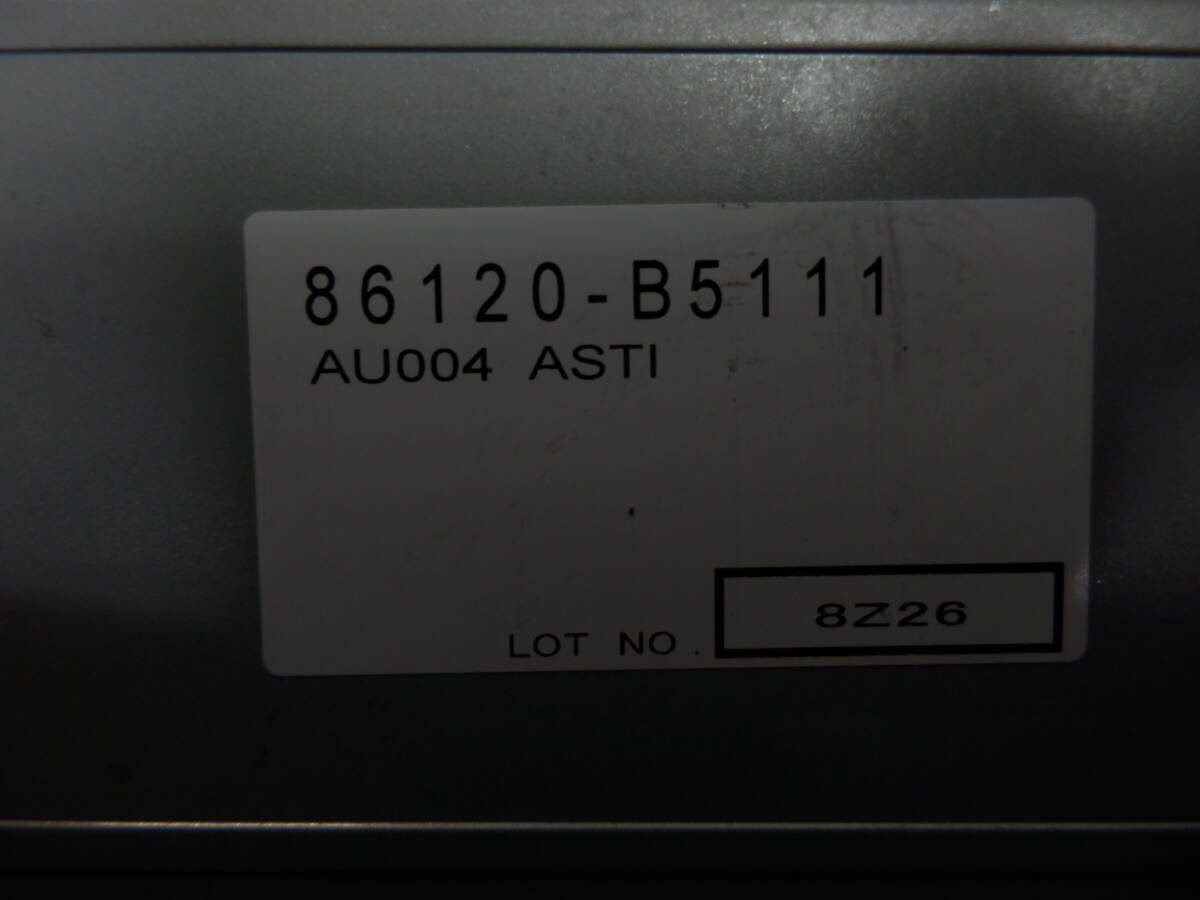 86120-B5111
AU004 ASTI
LOT NO. 8Z26